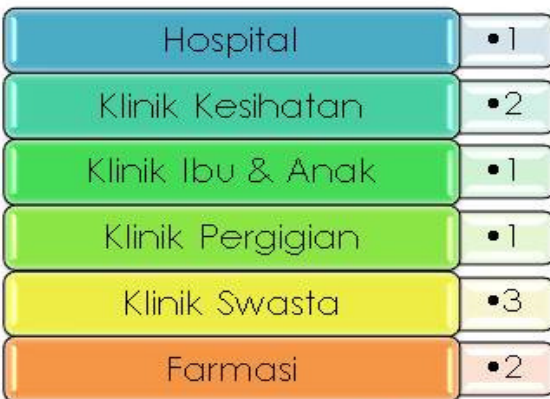 Hospital •1
Klinik Kesihatan •2
Klinik Ibu & Anak •1
Klinik Pergigian •1
Klinik Swasta •3
Farmasi •2